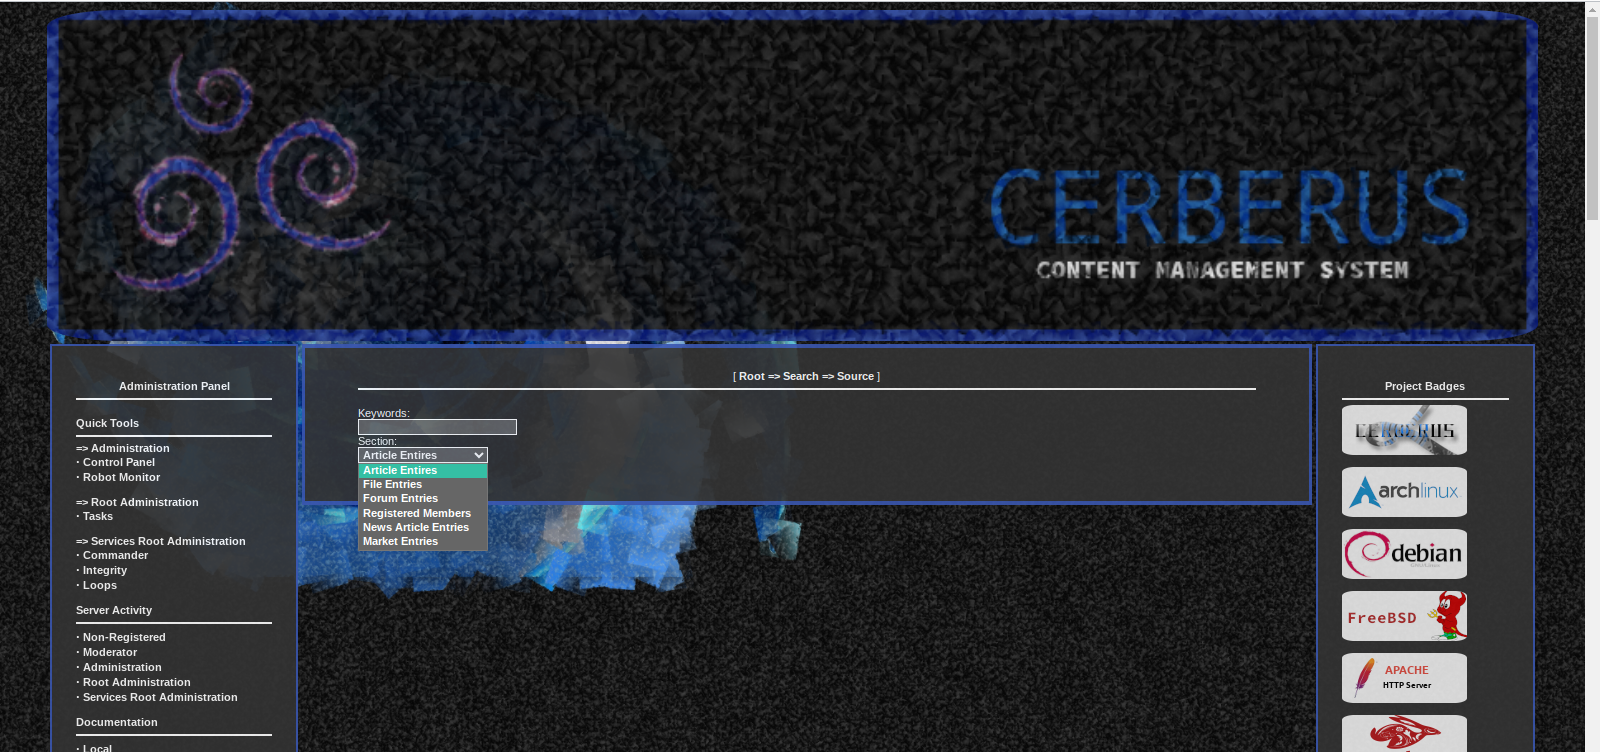 CERBERUS
CONTENT MANAGEMENT SYSTEM
Administration Panel
Quick Tools
=> Administration
· Control Panel
· Robot Monitor
=> Root Administration
· Tasks
=> Services Root Administration
· Commander
· Integrity
· Loops
Server Activity
· Non-Registered
· Moderator
· Administration
· Root Administration
· Services Root Administration
Documentation
· Local
[ Root => Search => Source ]
Keywords:
Section:
Article Entires
Article Entires
File Entries
Forum Entries
Registered Members
News Article Entries
Market Entries
Project Badges
CERBERUS
archlinux
debian
FreeBSD
APACHE
HTTP Server